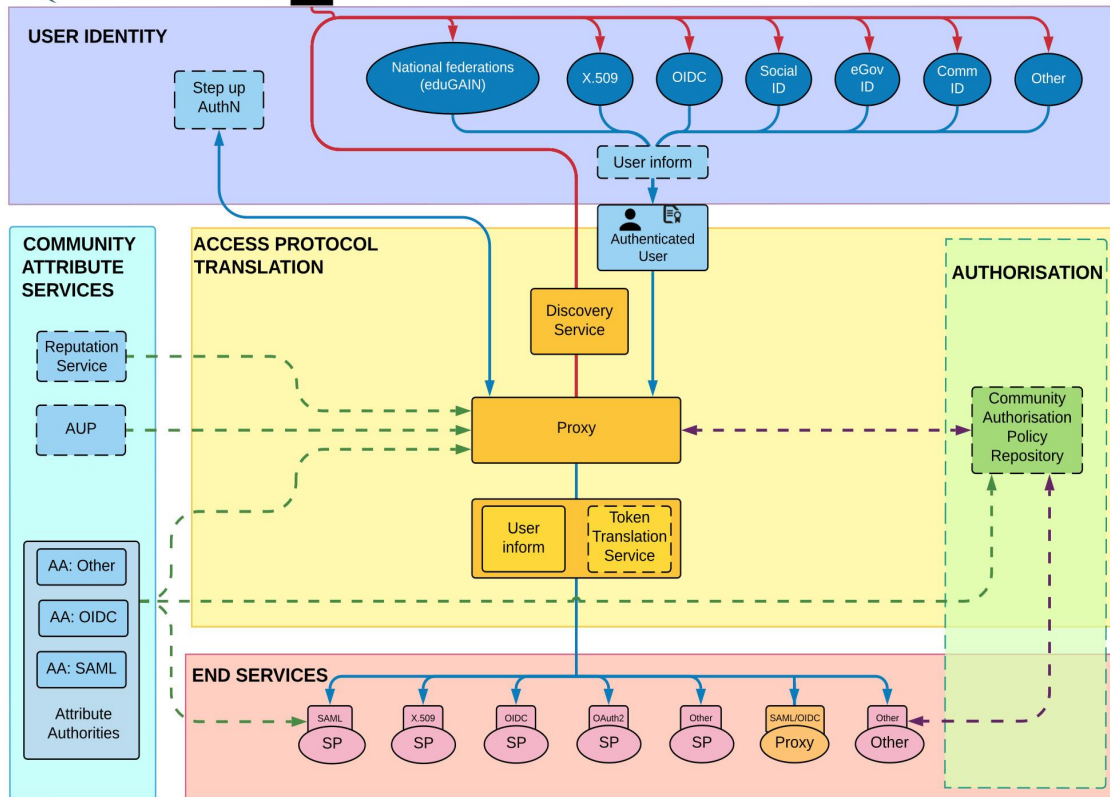 USER IDENTITY
Step up
AuthN
National federations
(eduGAIN)
X.509
OIDC
Social
ID
eGov
ID
Comm
ID
Other
User inform
Authenticated
User
COMMUNITY
ATTRIBUTE
SERVICES
ACCESS PROTOCOL
TRANSLATION
AUTHORISATION
Discovery
Service
Reputation
Service
AUP
Proxy
Community
Authorisation
Policy
Repository
User
inform
Token
Translation
Service
AA: Other
AA: OIDC
AA: SAML
Attribute
Authorities
END SERVICES
SAML
SP
X.509
SP
OIDC
SP
OAuth2
SP
Other
SP
SAML/OIDC
Proxy
Other
Other